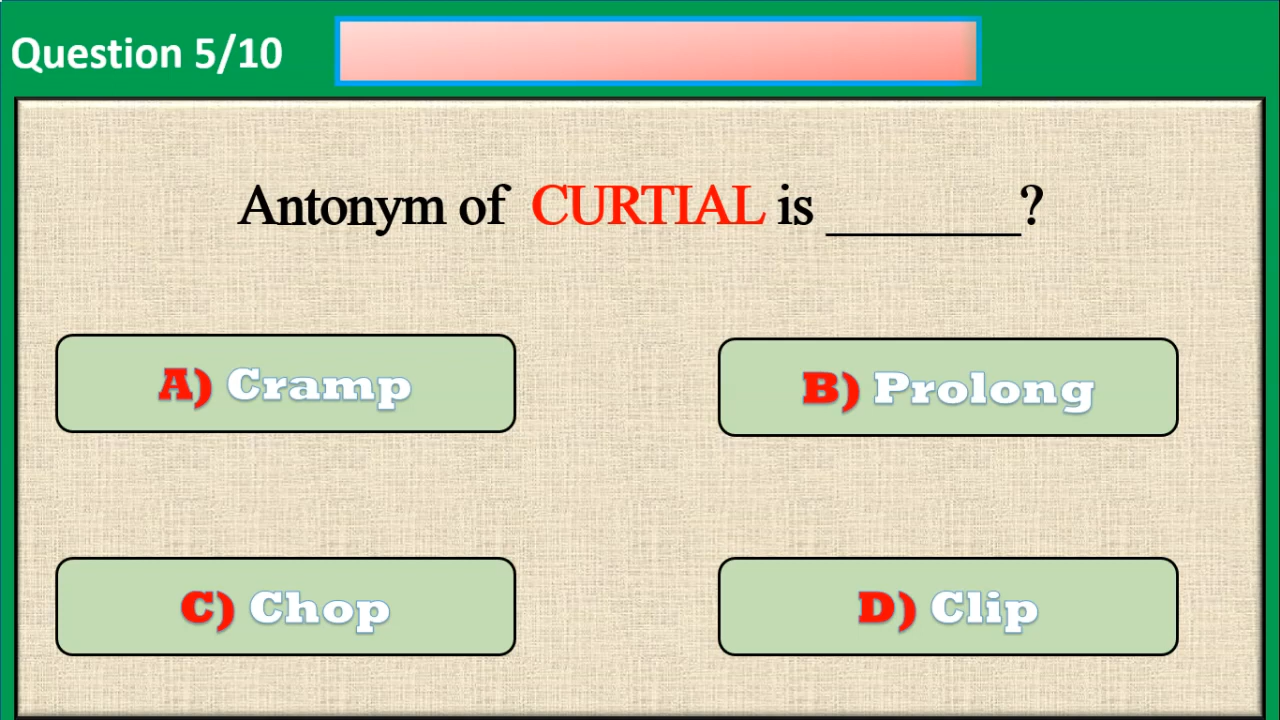 Question 5/10
Antonym of CURTIAL is _______?
A) Cramp
B) Prolong
C) Chop
D) Clip